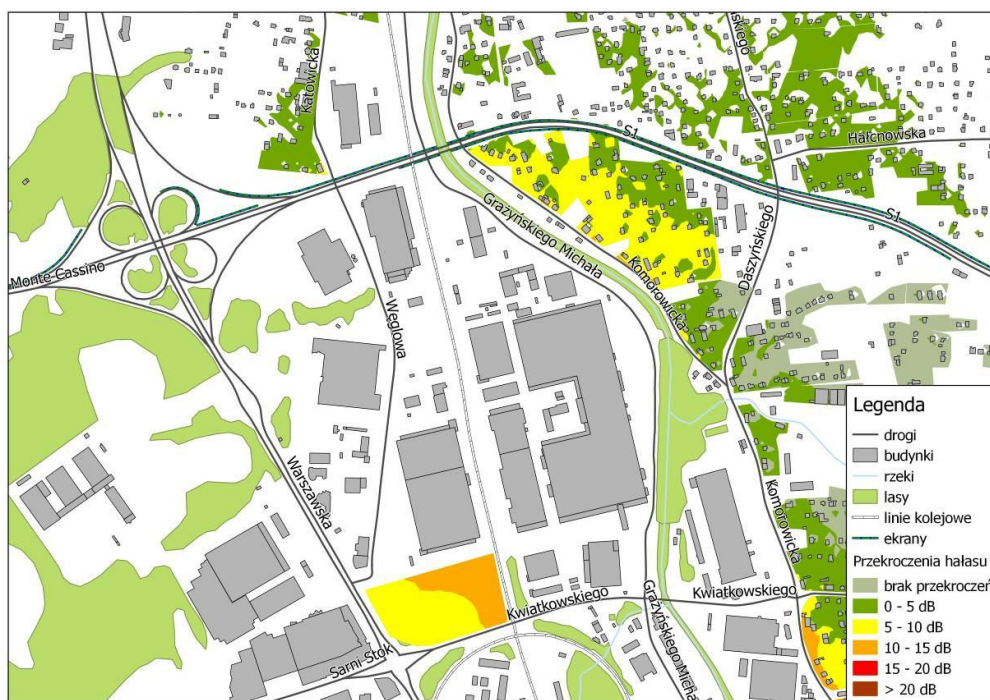 Katowicka
ńskiego
S1
Hałcnowska
S1
Monte Cassino
Grażyńskiego Michała
Komorowicka
Daszyńskiego
Węglowa
Warszawska
Komorowicka
Kwiatkowskiego
Kwiatkowskiego
Sarni Stok
Grażyńskiego Micha
Legenda
drogi
budynki
rzeki
lasy
linie kolejowe
ekrany
Przekroczenia hałasu
brak przekroczeń
0 - 5 dB
5 - 10 dB
10 - 15 dB
15 - 20 dB
> 20 dB